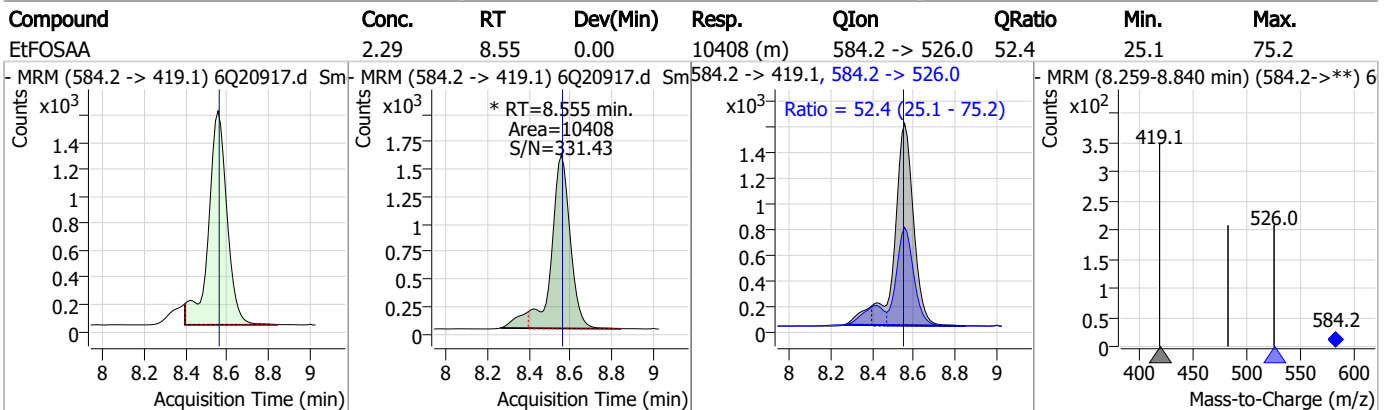 Compound Conc. RT Dev(Min) Resp. QIon QRatio Min. Max.
EtFOSAA 2.29 8.55 0.00 10408 (m) 584.2 -> 526.0 52.4 25.1 75.2
- MRM (584.2 -> 419.1) 6Q20917.d Sm
Counts
x10³
1.4
1.2
1
0.8
0.6
0.4
0.2
0
8 8.2 8.4 8.6 8.8 9
Acquisition Time (min)
- MRM (584.2 -> 419.1) 6Q20917.d Sm
Counts
x10³
* RT=8.555 min.
Area=10408
S/N=331.43
1.75
1.5
1.25
1
0.75
0.5
0.25
0
8 8.2 8.4 8.6 8.8 9
Acquisition Time (min)
584.2 -> 419.1, 584.2 -> 526.0
x10³
Ratio = 52.4 (25.1 - 75.2)
1.4
1.2
1
0.8
0.6
0.4
0.2
0
8 8.2 8.4 8.6 8.8 9
Acquisition Time (min)
- MRM (8.259-8.840 min) (584.2->**) 6
Counts
x10²
419.1
526.0
584.2
3.5
3
2.5
2
1.5
1
0.5
0
400 450 500 550 600
Mass-to-Charge (m/z)